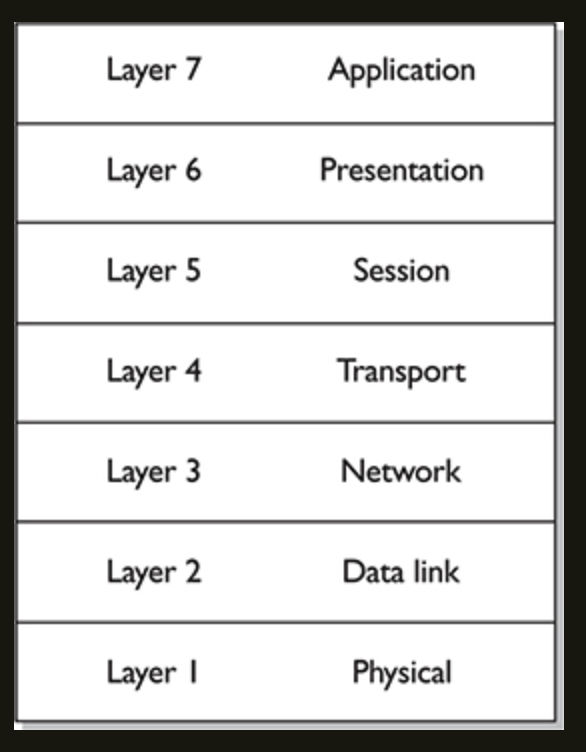 Layer 7 Application
Layer 6 Presentation
Layer 5 Session
Layer 4 Transport
Layer 3 Network
Layer 2 Data link
Layer 1 Physical